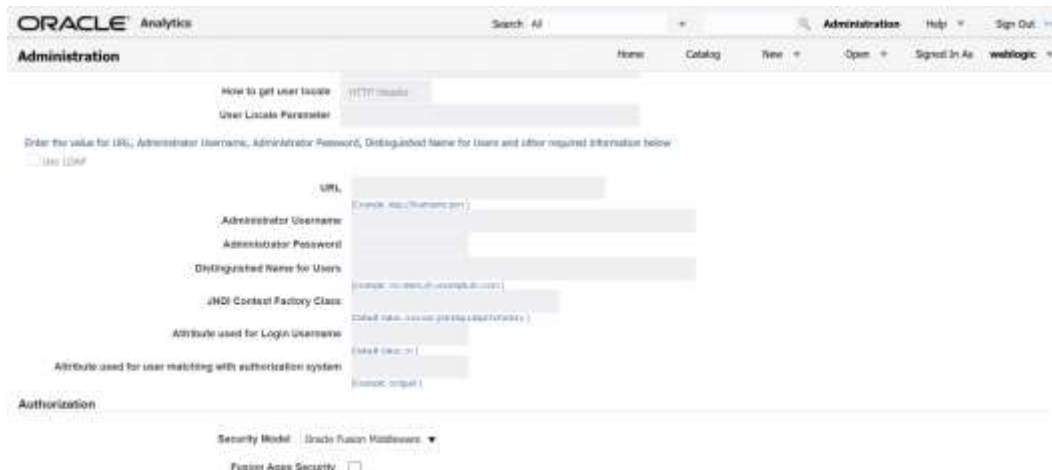 ORACLE Analytics Search All Administration Help Sign Out
Administration Home Catalog New Open Signed In As weblogic
How to get user locale HTTP Header
User Locale Parameter
Enter the value for URL, Administrator Username, Administrator Password, Distinguished Name for Users and other required information below
Use LDAP
URL
Administrator Username
Administrator Password
Distinguished Name for Users
JNDI Context Factory Class
Attribute used for Login Username
Attribute used for user matching with authorization system
Authorization
Security Model Oracle Fusion Middleware
Fusion Apps Security